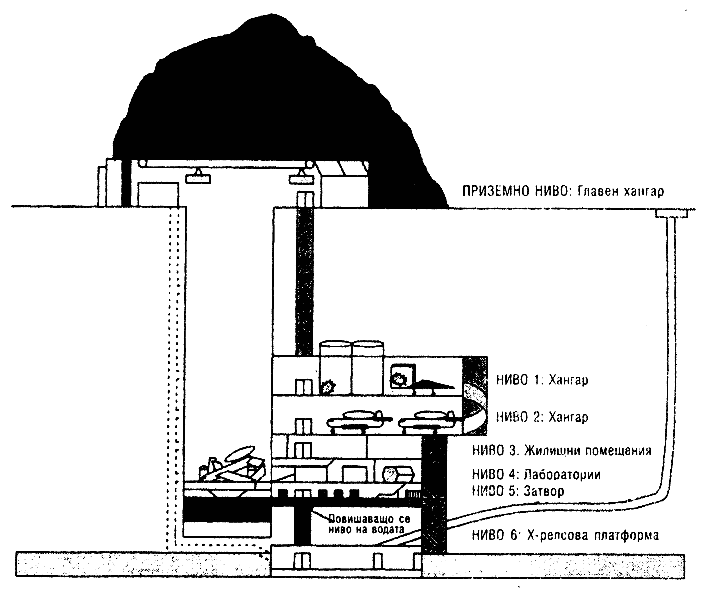 ПРИЗЕМНО НИВО: Главен хангар
НИВО 1: Хангар
НИВО 2: Хангар
НИВО 3. Жилишни помещения
НИВО 4: Лаборатории
НИВО 5: Затвор
Повишаващо се
ниво на водата
НИВО 6: Х-релсова платформа